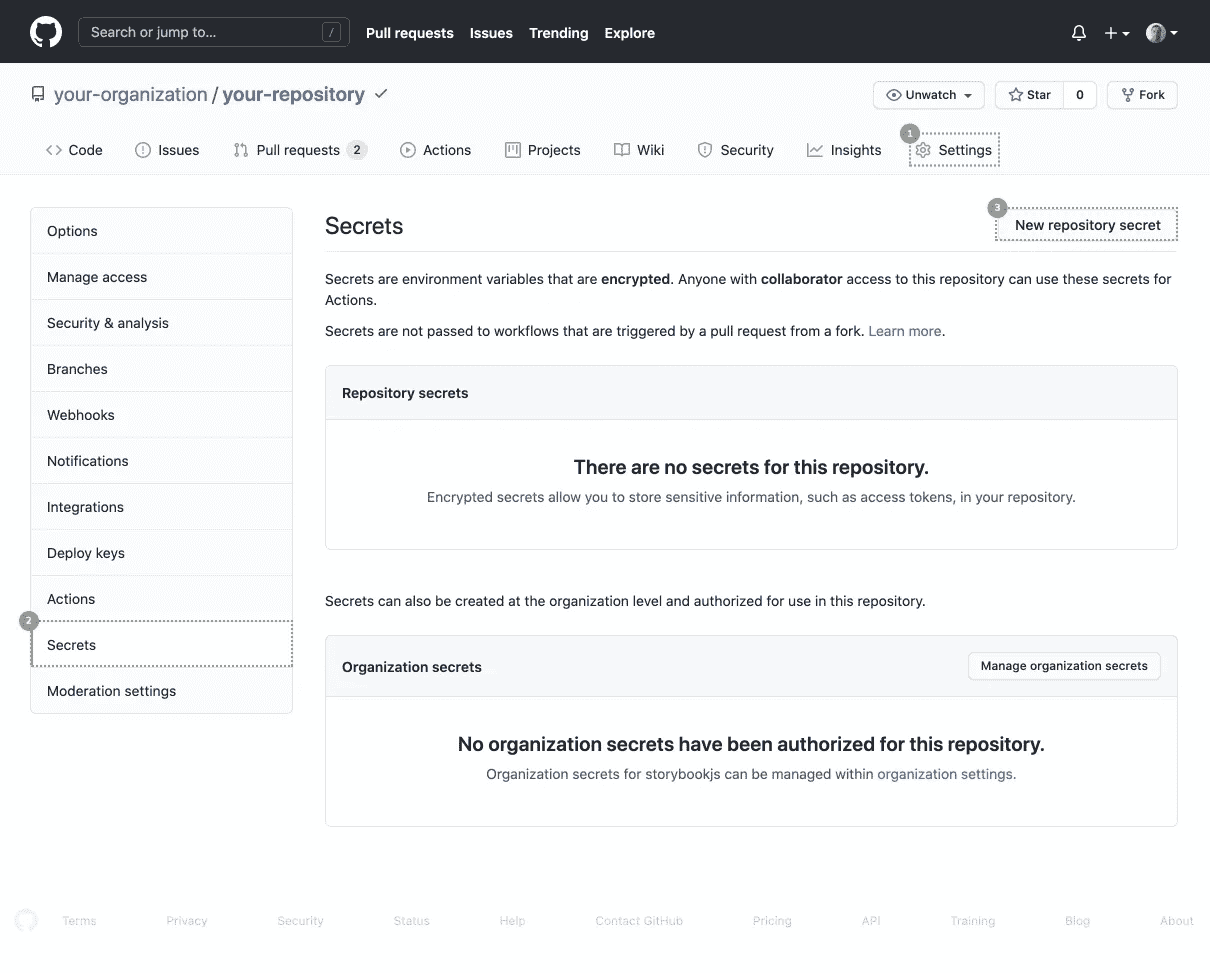 Search or jump to... /
Pull requests
Issues
Trending
Explore
your-organization / your-repository
Unwatch
Star 0
Fork
Code
Issues
Pull requests 2
Actions
Projects
Wiki
Security
Insights
1
Settings
Options
Manage access
Security & analysis
Branches
Webhooks
Notifications
Integrations
Deploy keys
Actions
2
Secrets
Moderation settings
Secrets
3
New repository secret
Secrets are environment variables that are encrypted. Anyone with collaborator access to this repository can use these secrets for
Actions.
Secrets are not passed to workflows that are triggered by a pull request from a fork. Learn more.
Repository secrets
There are no secrets for this repository.
Encrypted secrets allow you to store sensitive information, such as access tokens, in your repository.
Secrets can also be created at the organization level and authorized for use in this repository.
Organization secrets
Manage organization secrets
No organization secrets have been authorized for this repository.
Organization secrets for storybookjs can be managed within organization settings.
Terms
Privacy
Security
Status
Help
Contact GitHub
Pricing
API
Training
Blog
About